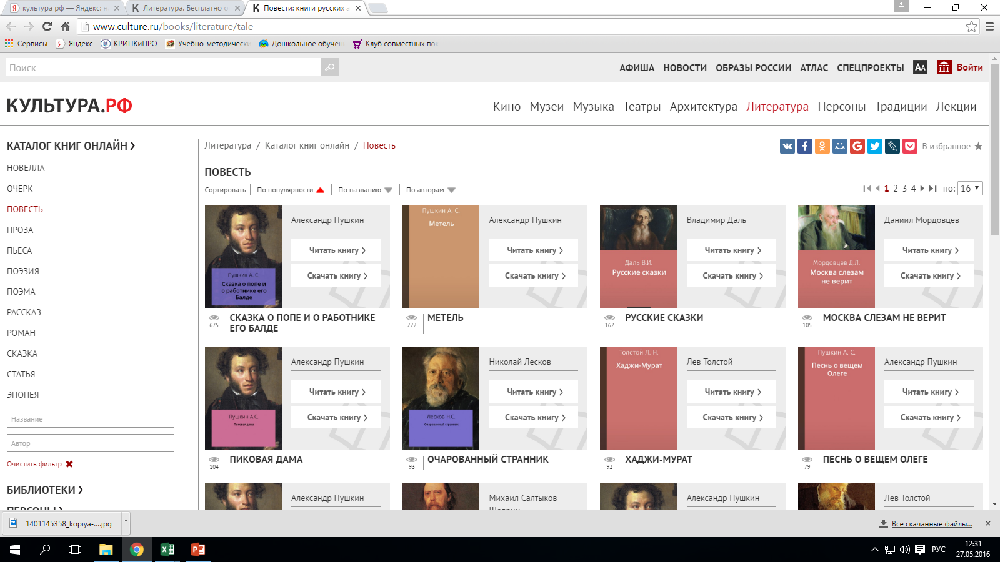 культура рф — Яндекс: н
Литература. Бесплатно о
Повести: книги русских а
www.culture.ru/books/literature/tale
Сервисы
Яндекс
КРИПКиПРО
Учебно-методически
Дошкольное обучен
Клуб совместных пок
Поиск
АФИША НОВОСТИ ОБРАЗЫ РОССИИ АТЛАС СПЕЦПРОЕКТЫ АА Войти
КУЛЬТУРА.РФ
Кино Музеи Музыка Театры Архитектура Литература Персоны Традиции Лекции
КАТАЛОГ КНИГ ОНЛАЙН
НОВЕЛЛА
ОЧЕРК
ПОВЕСТЬ
ПРОЗА
ПЬЕСА
ПОЭЗИЯ
ПОЭМА
РАССКАЗ
РОМАН
СКАЗКА
СТАТЬЯ
ЭПОПЕЯ
Название
Автор
Очистить фильтр
БИБЛИОТЕКИ
ПЕРСОНЫ
Литература / Каталог книг онлайн / Повесть
В избранное
ПОВЕСТЬ
Сортировать По популярности По названию По авторам
1 2 3 4 по: 16
Пушкин А. С.
Сказка о попе и
о работнике его
Балде
Александр Пушкин
Читать книгу
Скачать книгу
675
СКАЗКА О ПОПЕ И О РАБОТНИКЕ
ЕГО БАЛДЕ
Пушкин А. С.
Метель
Александр Пушкин
Читать книгу
Скачать книгу
222
МЕТЕЛЬ
Даль В.И.
Русские сказки
Владимир Даль
Читать книгу
Скачать книгу
162
РУССКИЕ СКАЗКИ
Мордовцев Д.Л.
Москва слезам
не верит
Даниил Мордовцев
Читать книгу
Скачать книгу
105
МОСКВА СЛЕЗАМ НЕ ВЕРИТ
Пушкин А.С.
Пиковая дама
Александр Пушкин
Читать книгу
Скачать книгу
104
ПИКОВАЯ ДАМА
Лесков Н.С.
Очарованный странник
Николай Лесков
Читать книгу
Скачать книгу
93
ОЧАРОВАННЫЙ СТРАННИК
Толстой Л. Н.
Хаджи-Мурат
Лев Толстой
Читать книгу
Скачать книгу
92
ХАДЖИ-МУРАТ
Пушкин А. С.
Песнь о вещем
Олеге
Александр Пушкин
Читать книгу
Скачать книгу
79
ПЕСНЬ О ВЕЩЕМ ОЛЕГЕ
Александр Пушкин
Михаил Салтыков-
Щедрин
Александр Пушкин
Лев Толстой
1401145358_kopiya-....jpg
Все скачанные файлы...
РУС
12:31
27.05.2016